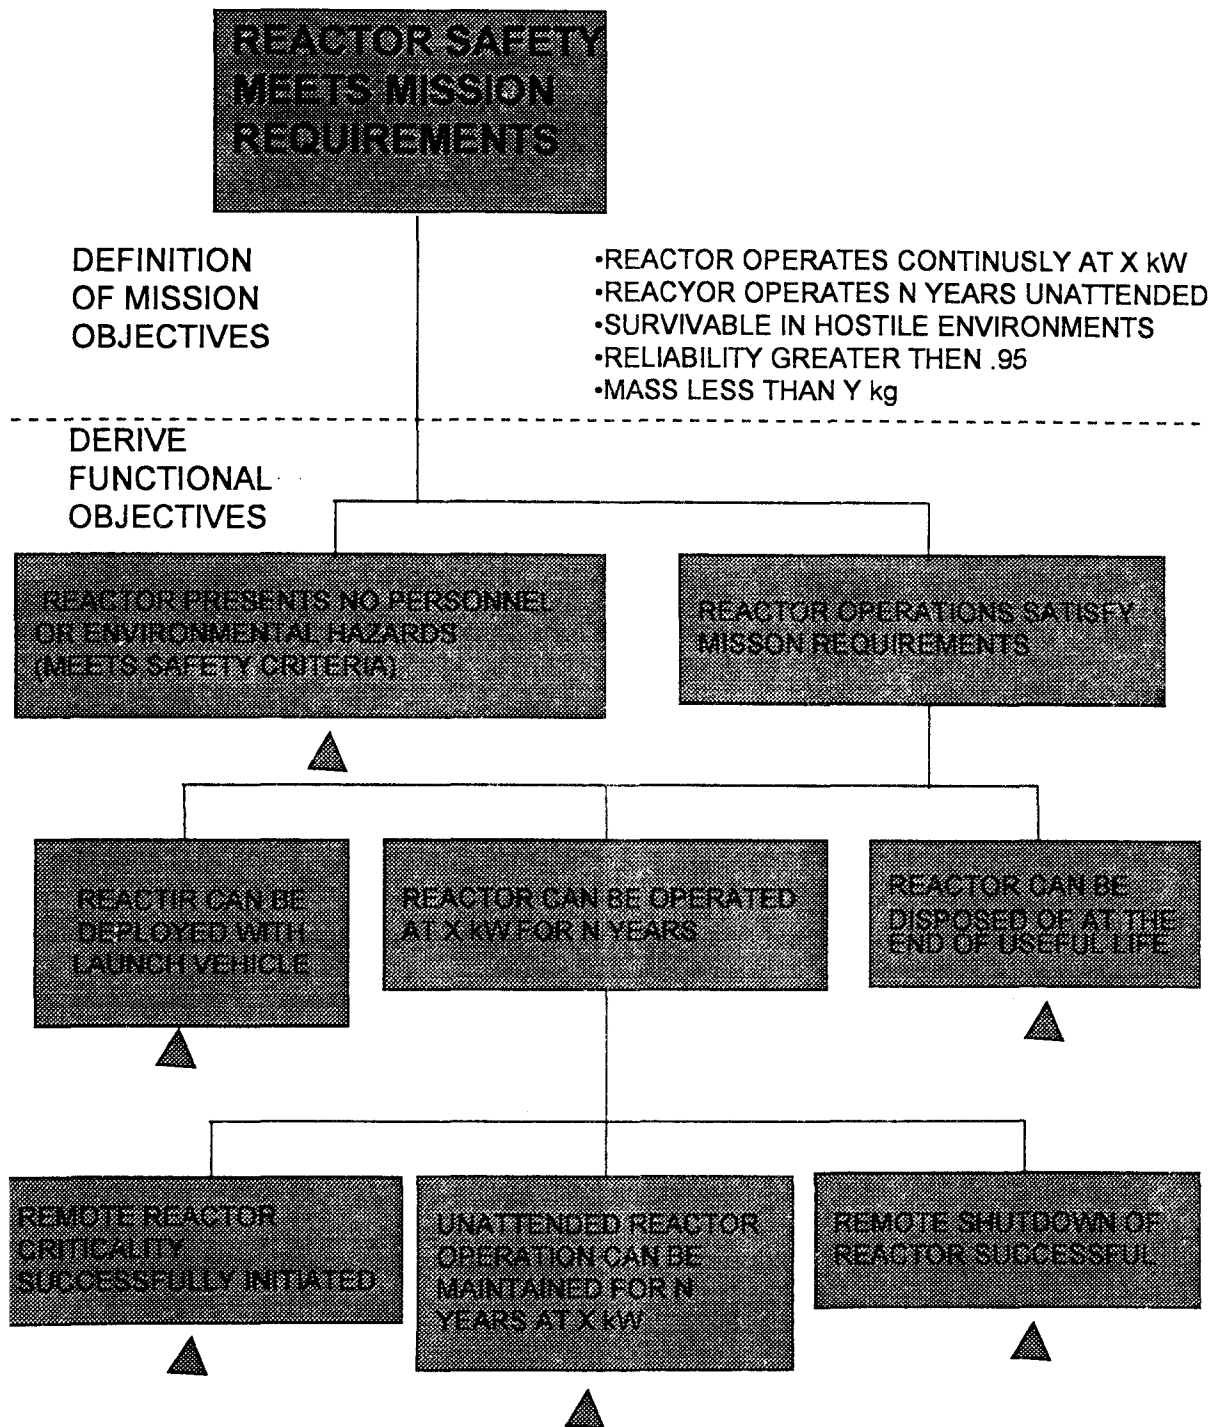 REACTOR SAFETY
MEETS MISSION
REQUIREMENTS
DEFINITION
OF MISSION
OBJECTIVES
•REACTOR OPERATES CONTINUSLY AT X kW
•REACYOR OPERATES N YEARS UNATTENDED
•SURVIVABLE IN HOSTILE ENVIRONMENTS
•RELIABILITY GREATER THEN .95
•MASS LESS THAN Y kg
DERIVE
FUNCTIONAL
OBJECTIVES
REACTOR PRESENTS NO PERSONNEL
OR ENVIRONMENTAL HAZARDS
(MEETS SAFETY CRITERIA)
REACTOR OPERATIONS SATISFY
MISSON REQUIREMENTS
REACTIR CAN BE
DEPLOYED WITH
LAUNCH VEHICLE
REACTOR CAN BE OPERATED
AT X kW FOR N YEARS
REACTOR CAN BE
DISPOSED OF AT THE
END OF USEFUL LIFE
REMOTE REACTOR
CRITICALITY
SUCCESSFULLY INITIATED
UNATTENDED REACTOR
OPERATION CAN BE
MAINTAINED FOR N
YEARS AT X kW
REMOTE SHUTDOWN OF
REACTOR SUCCESSFUL